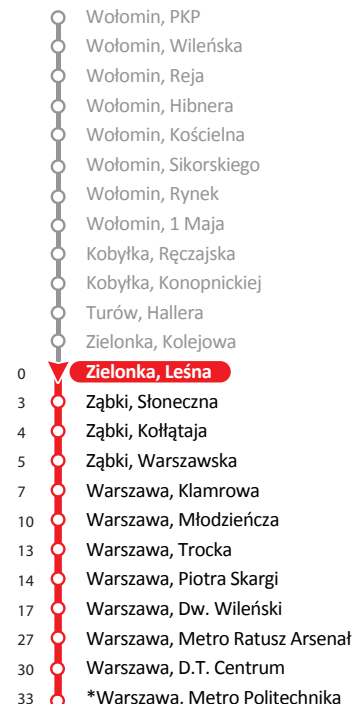 Wołomin, PKP
Wołomin, Wileńska
Wołomin, Reja
Wołomin, Hibnera
Wołomin, Kościelna
Wołomin, Sikorskiego
Wołomin, Rynek
Wołomin, 1 Maja
Kobyłka, Ręczajska
Kobyłka, Konopnickiej
Turów, Hallera
Zielonka, Kolejowa
0 Zielonka, Leśna
3 Ząbki, Słoneczna
4 Ząbki, Kołłątaja
5 Ząbki, Warszawska
7 Warszawa, Klamrowa
10 Warszawa, Młodzieńcza
13 Warszawa, Trocka
14 Warszawa, Piotra Skargi
17 Warszawa, Dw. Wileński
27 Warszawa, Metro Ratusz Arsenał
30 Warszawa, D.T. Centrum
33 *Warszawa, Metro Politechnika